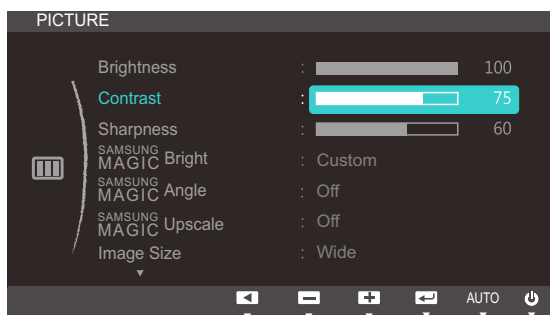 PICTURE
Brightness : 100
Contrast : 75
Sharpness : 60
SAMSUNG MAGIC Bright : Custom
SAMSUNG MAGIC Angle : Off
SAMSUNG MAGIC Upscale : Off
Image Size : Wide
AUTO